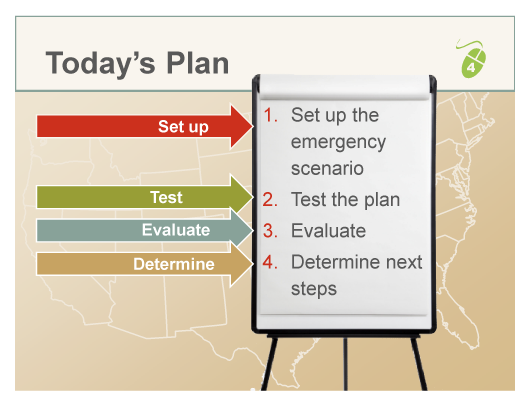 Today's Plan
4
Set up
Test
Evaluate
Determine
1. Set up the
emergency
scenario
2. Test the plan
3. Evaluate
4. Determine next
steps